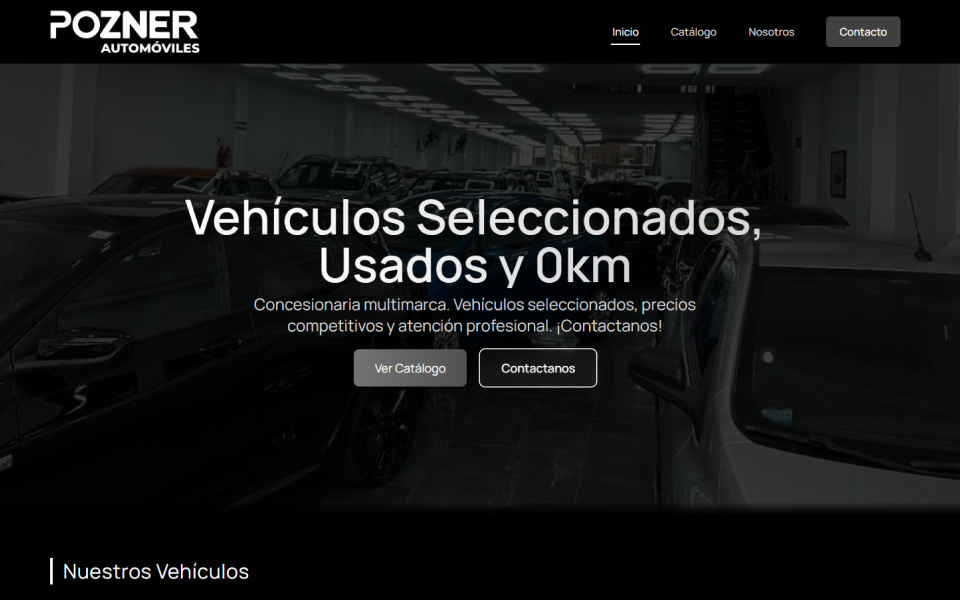 POZNER
AUTOMÓVILES
Inicio
Catálogo
Nosotros
Contacto
Vehículos Seleccionados,
Usados y 0km
Concesionaria multimarca. Vehículos seleccionados, precios
competitivos y atención profesional. ¡Contactanos!
Ver Catálogo
Contactanos
Nuestros Vehículos